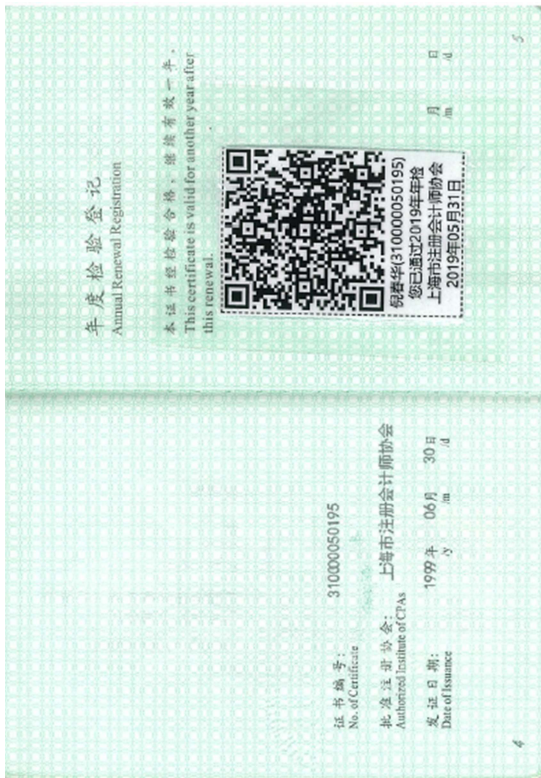 证书编号：
No. of Certificate
310000050195
批准注册协会：
Authorized Institute of CPAs
上海市注册会计师协会
发证日期：
Date of Issuance
1999年 06月 30日
/y /m /d
4
年度检验登记
Annual Renewal Registration
本证书经检验合格，继续有效一年。
This certificate is valid for another year after
this renewal.
倪春华(310000050195)
您已通过2019年年检
上海市注册会计师协会
2019年05月31日
月 日
/m /d
5